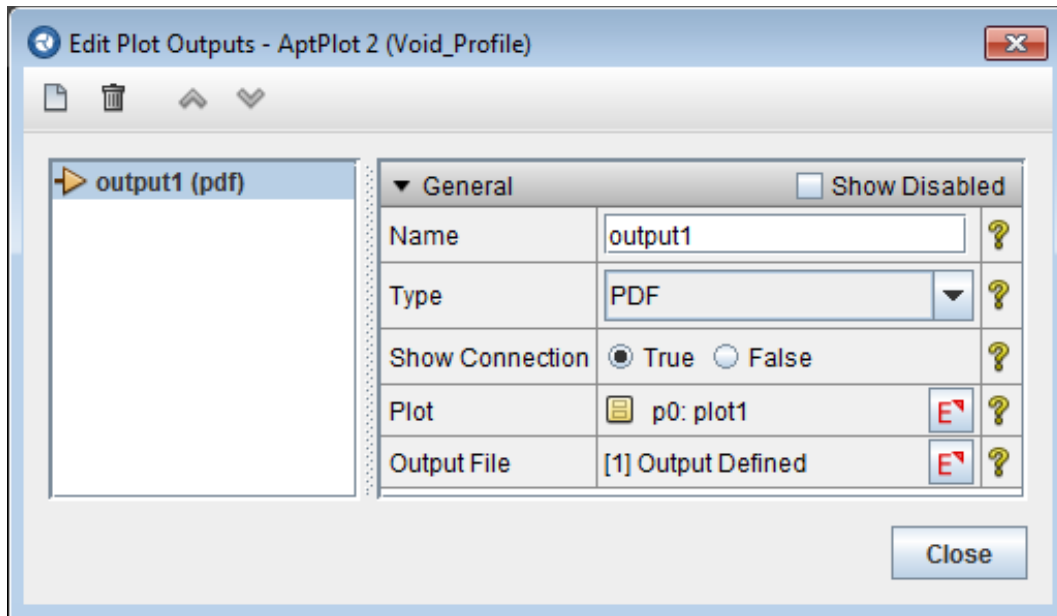 Edit Plot Outputs - AptPlot 2 (Void_Profile)
output1 (pdf)
General Show Disabled
Name output1
Type PDF
Show Connection True False
Plot p0: plot1 E
Output File [1] Output Defined E
Close